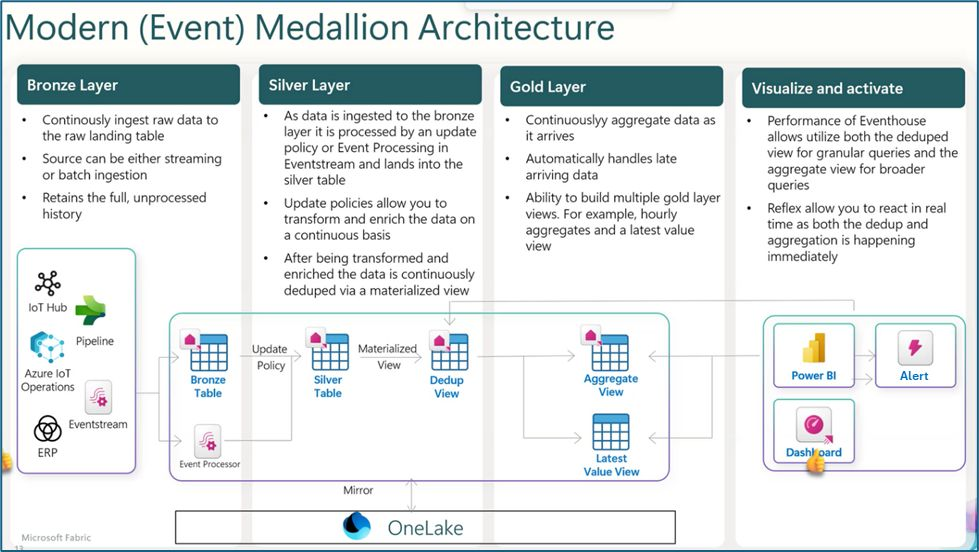 Modern (Event) Medallion Architecture
Bronze Layer
• Continously ingest raw data to
the raw landing table
• Source can be either streaming
or batch ingestion
• Retains the full, unprocessed
history
Silver Layer
• As data is ingested to the bronze
layer it is processed by an update
policy or Event Processing in
Eventstream and lands into the
silver table
• Update policies allow you to
transform and enrich the data on
a continuous basis
• After being transformed and
enriched the data is continuously
deduped via a materialized view
Gold Layer
• Continuouslyy aggregate data as
it arrives
• Automatically handles late
arriving data
• Ability to build multiple gold layer
views. For example, hourly
aggregates and a latest value
view
Visualize and activate
• Performance of Eventhouse
allows utilize both the deduped
view for granular queries and the
aggregate view for broader
queries
• Reflex allow you to react in real
time as both the dedup and
aggregation is happening
immediately
IoT Hub
Pipeline
Azure IoT
Operations
Eventstream
ERP
Bronze
Table
Update
Policy
Silver
Table
Materialized
View
Dedup
View
Event Processor
Aggregate
View
Latest
Value View
Power BI
Alert
Dashboard
Mirror
OneLake
Microsoft Fabric
13